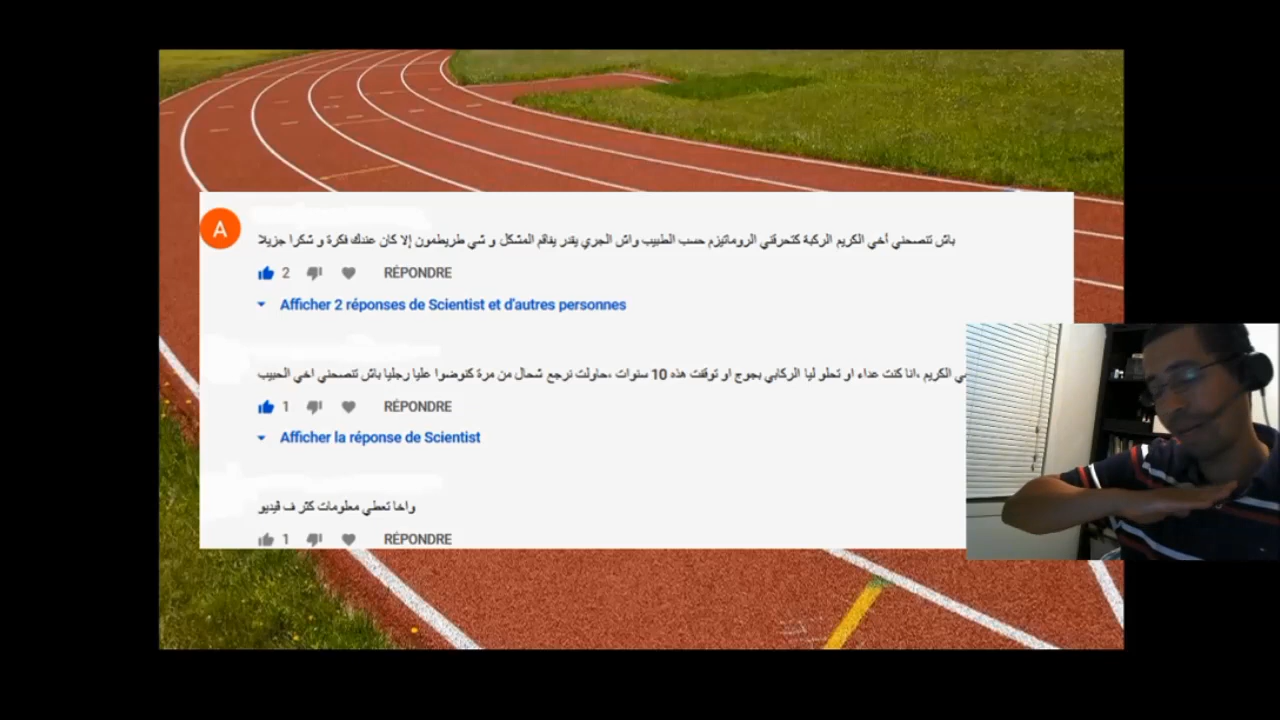 A
باش تنصحني أخي الكريم الركبة كتحرقني الروماتيزم حسب الطبيب واش الجري يقدر يفاقم المشكل و شي طريطمون إلا كان عندك فكرة و شكرا جزيلا
2 RÉPONDRE
Afficher 2 réponses de Scientist et d'autres personnes
الكريم ،انا كنت عداء او تحلو ليا الركابي بجوج او توقفت هذه 10 سنوات ،حاولت نرجع شحال من مرة كنوضوا عليا رجليا باش تنصحني اخي الحبيب
1 RÉPONDRE
Afficher la réponse de Scientist
واخا تعطي معلومات كثر ف فيديو
1 RÉPONDRE